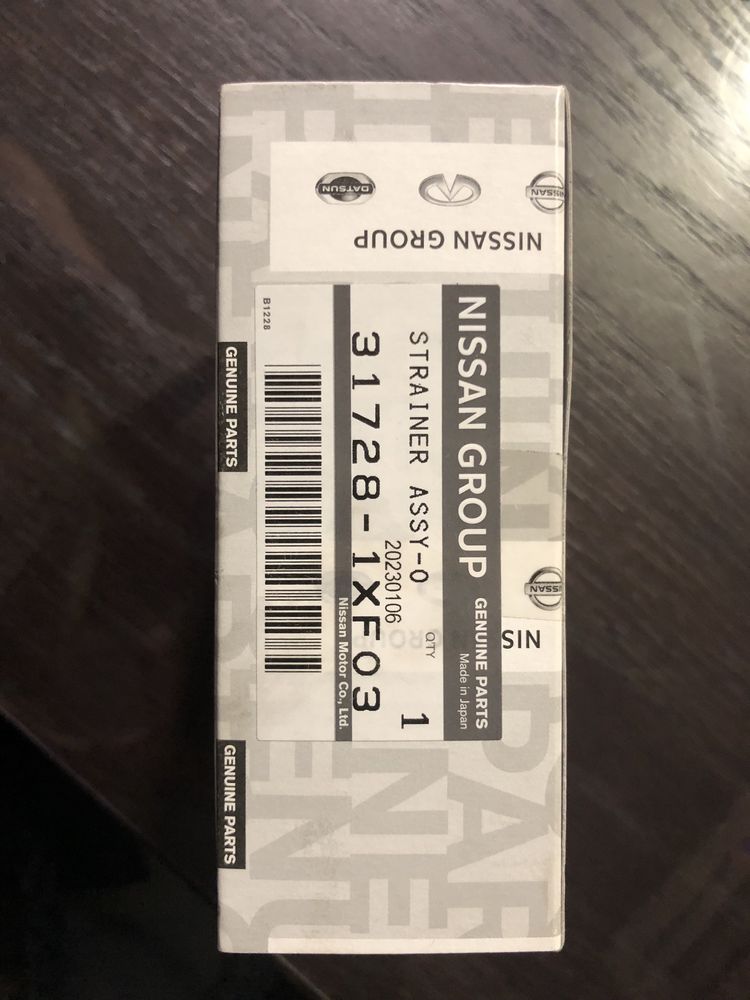 DATSUN
NISSAN
NISSAN GROUP
NISSAN GROUP
GENUINE PARTS
Made in Japan
STRAINER ASSY-O
QTY
20230106
1
31728-1XF03
Nissan Motor Co., Ltd.
B1228
GENUINE PARTS
GENUINE PARTS
NISSAN
NIS